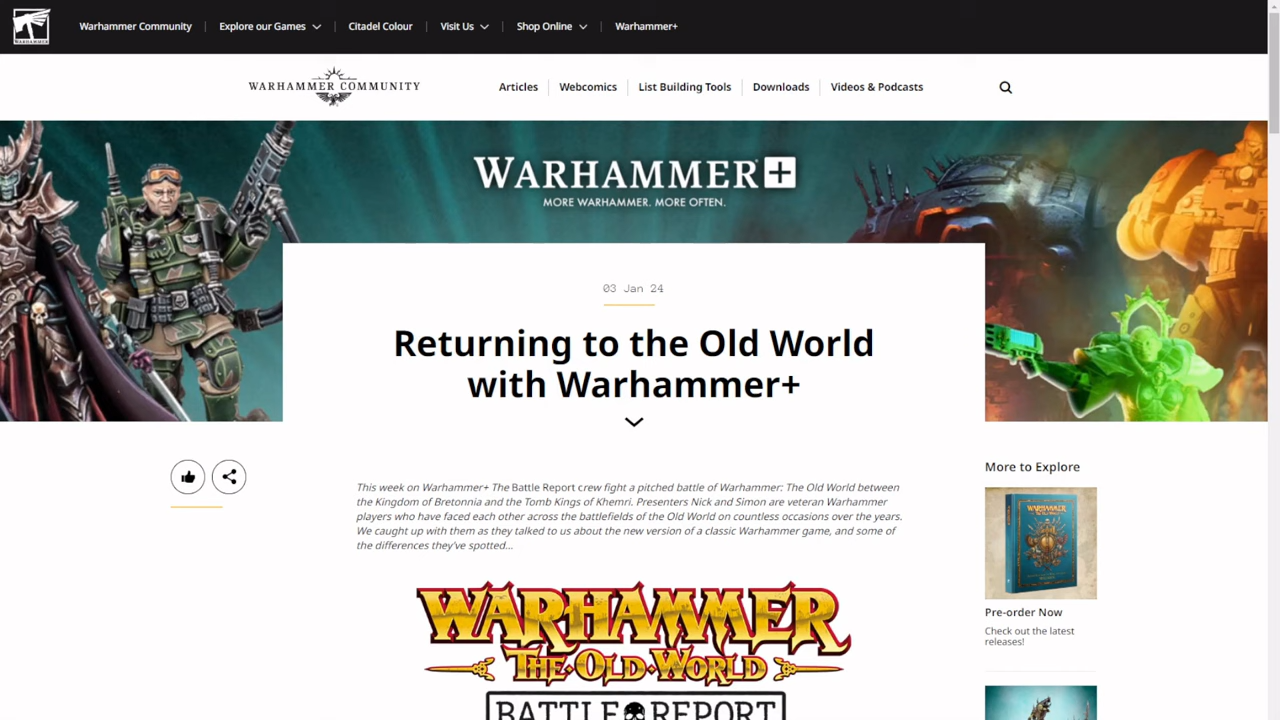 WARHAMMER
Warhammer Community
Explore our Games
Citadel Colour
Visit Us
Shop Online
Warhammer+
WARHAMMER COMMUNITY
Articles
Webcomics
List Building Tools
Downloads
Videos & Podcasts
WARHAMMER+
MORE WARHAMMER. MORE OFTEN.
03 Jan 24
Returning to the Old World
with Warhammer+
This week on Warhammer+ The Battle Report crew fight a pitched battle of Warhammer: The Old World between
the Kingdom of Bretonnia and the Tomb Kings of Khemri. Presenters Nick and Simon are veteran Warhammer
players who have faced each other across the battlefields of the Old World on countless occasions over the years.
We caught up with them as they talked to us about the new version of a classic Warhammer game, and some of
the differences they've spotted...
WARHAMMER
THE·OLD·WORLD
BATTLE REPORT
More to Explore
WARHAMMER
THE OLD WORLD
Pre-order Now
Check out the latest
releases!